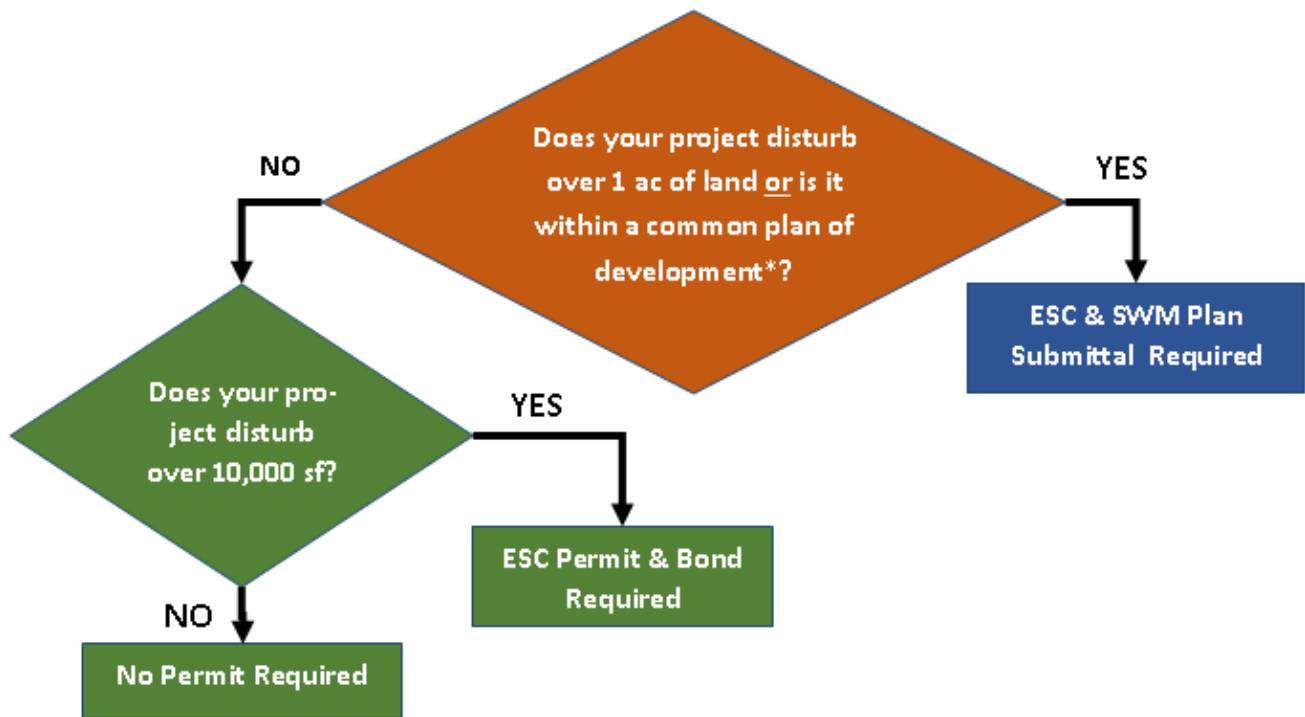 Does your project disturb
over 1 ac of land or is it
within a common plan of
development*?
NO
YES
ESC & SWM Plan
Submittal Required
Does your pro-
ject disturb
over 10,000 sf?
YES
ESC Permit & Bond
Required
NO
No Permit Required